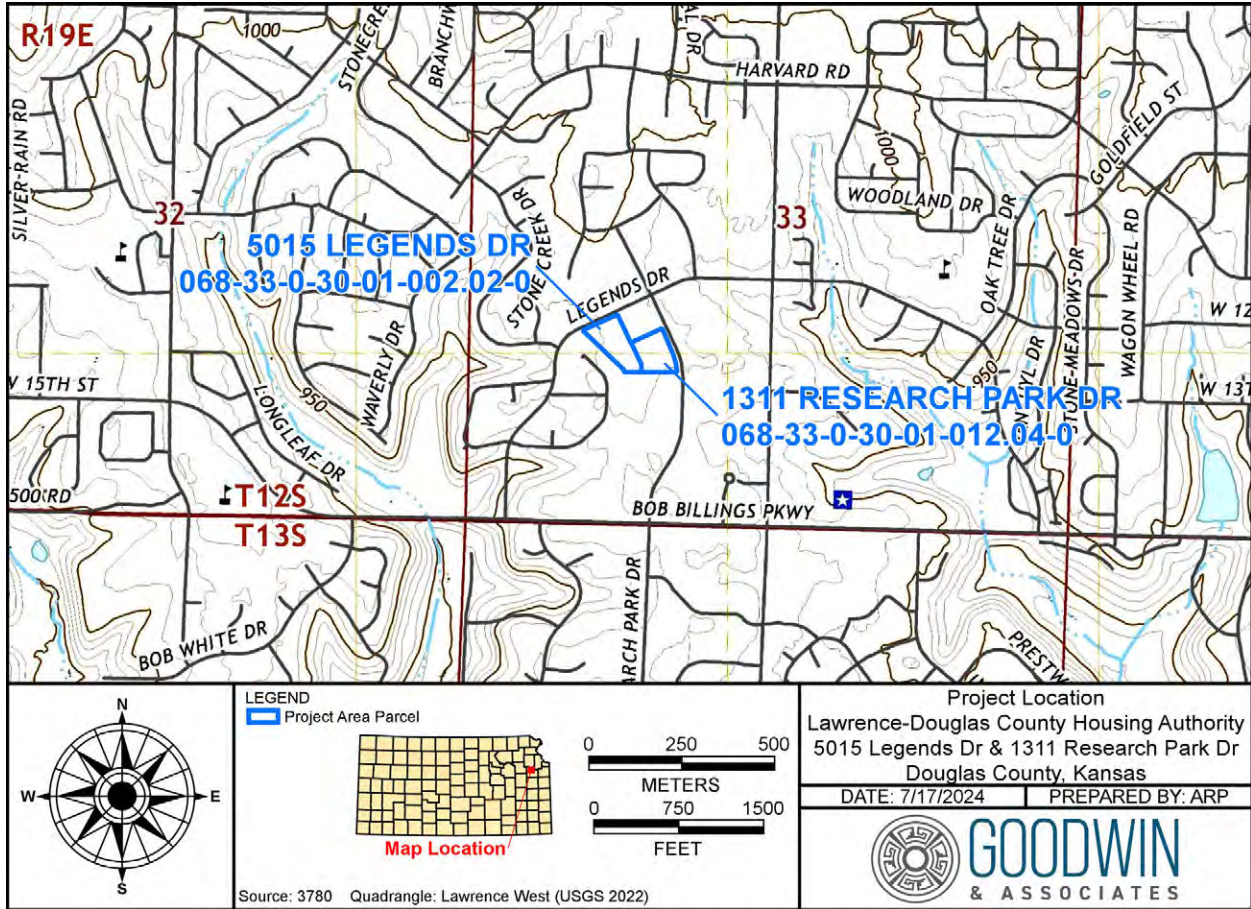 R19E
1000
STONECREE
BRANCHW
AL DR
HARVARD RD
GOLDFIELD ST
SILVER-RAIN RD
1000
WOODLAND DR
32
33
5015 LEGENDS DR
068-33-0-30-01-002.02-0
STONE CREEK DR
LEGENDS DR
OAK TREE DR
STONE-MEADOWS-DR
WAGON WHEEL RD
W 12
W 15TH ST
950
WAVERLY DR
950
NYL DR
W 13T
1311 RESEARCH PARK DR
068-33-0-30-01-012.04-0
LONGLEAF DR
500 RD
T12S
T13S
BOB BILLINGS PKWY
ARCH PARK DR
BOB WHITE DR
PRESTW
N
W
E
S
LEGEND
Project Area Parcel
Map Location
0 250 500
METERS
0 750 1500
FEET
Source: 3780 Quadrangle: Lawrence West (USGS 2022)
Project Location
Lawrence-Douglas County Housing Authority
5015 Legends Dr & 1311 Research Park Dr
Douglas County, Kansas
DATE: 7/17/2024 PREPARED BY: ARP
GOODWIN
& ASSOCIATES